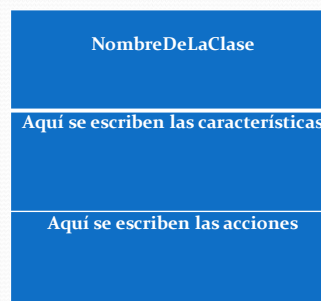 NombreDeLaClase
Aquí se escriben las características
Aquí se escriben las acciones